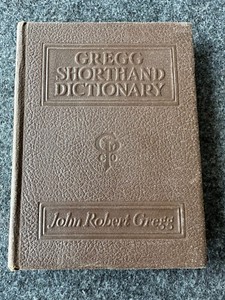 GREGG
SHORTHAND
DICTIONARY
John Robert Gregg